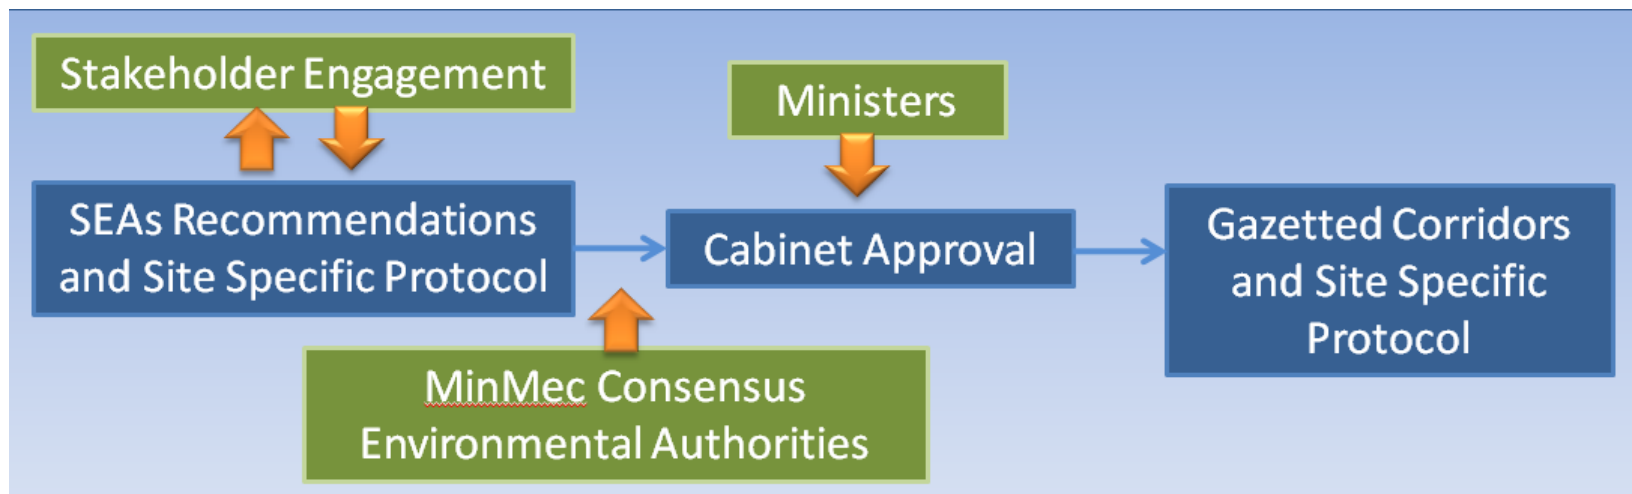 Stakeholder Engagement
Ministers
SEAs Recommendations
and Site Specific Protocol
Cabinet Approval
Gazetted Corridors
and Site Specific
Protocol
MinMec Consensus
Environmental Authorities